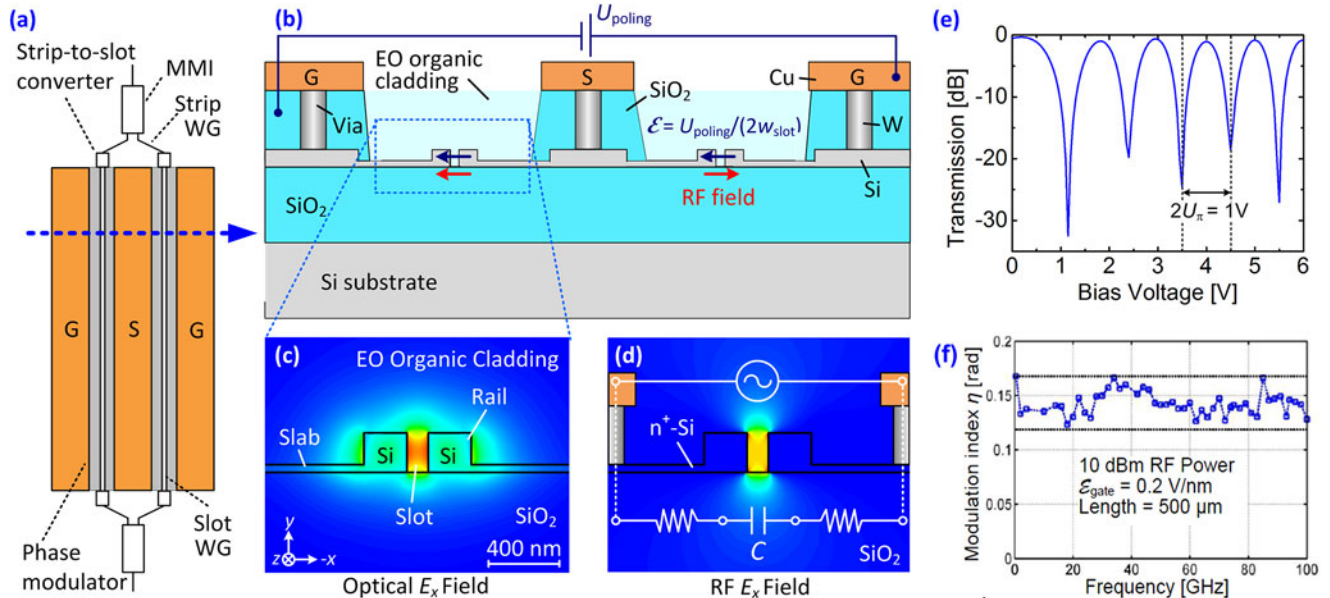 (a)
Strip-to-slot
converter
MMI
Strip
WG
G
S
G
Phase
modulator
Slot
WG
(b)
U_poling
EO organic
cladding
G
S
G
Cu
SiO₂
Via
W
ℰ = U_poling/(2w_slot)
Si
RF field
SiO₂
Si substrate
(c)
EO Organic Cladding
Rail
Slab
Si
Si
Slot
SiO₂
y
z
-x
400 nm
Optical Eₓ Field
(d)
n⁺-Si
C
SiO₂
RF Eₓ Field
(e)
Transmission [dB]
0
-10
-20
-30
2U_π = 1V
0 1 2 3 4 5 6
Bias Voltage [V]
(f)
Modulation index η [rad]
0.2
0.15
0.1
0.05
0
10 dBm RF Power
ℰ_gate = 0.2 V/nm
Length = 500 µm
0 20 40 60 80 100
Frequency [GHz]